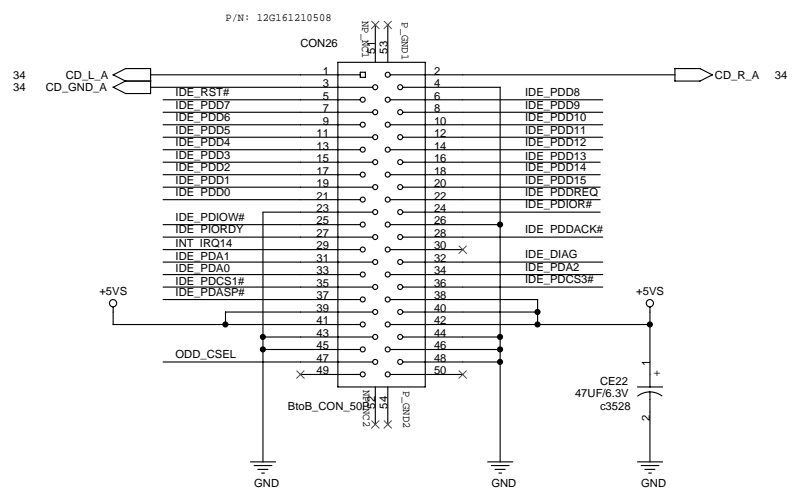 P/N: 12G161210508
CON26
NP_NC1
51
53
P_GND1
34 CD_L_A 1 2 CD_R_A 34
34 CD_GND_A 3 4
IDE_RST# 5 6 IDE_PDD8
IDE_PDD7 7 8 IDE_PDD9
IDE_PDD6 9 10 IDE_PDD10
IDE_PDD5 11 12 IDE_PDD11
IDE_PDD4 13 14 IDE_PDD12
IDE_PDD3 15 16 IDE_PDD13
IDE_PDD2 17 18 IDE_PDD14
IDE_PDD1 19 20 IDE_PDD15
IDE_PDD0 21 22 IDE_PDDREQ
23 24 IDE_PDIOR#
IDE_PDIOW# 25 26
IDE_PIORDY 27 28 IDE_PDDACK#
INT_IRQ14 29 30
IDE_PDA1 31 32 IDE_DIAG
IDE_PDA0 33 34 IDE_PDA2
IDE_PDCS1# 35 36 IDE_PDCS3#
IDE_PDASP# 37 38
+5VS 39 40 +5VS
41 42
43 44
45 46
ODD_CSEL 47 48
49 50
1
+
CE22
47UF/6.3V
c3528
2
BtoB_CON_50P
52
54
P_GND2
GND GND GND